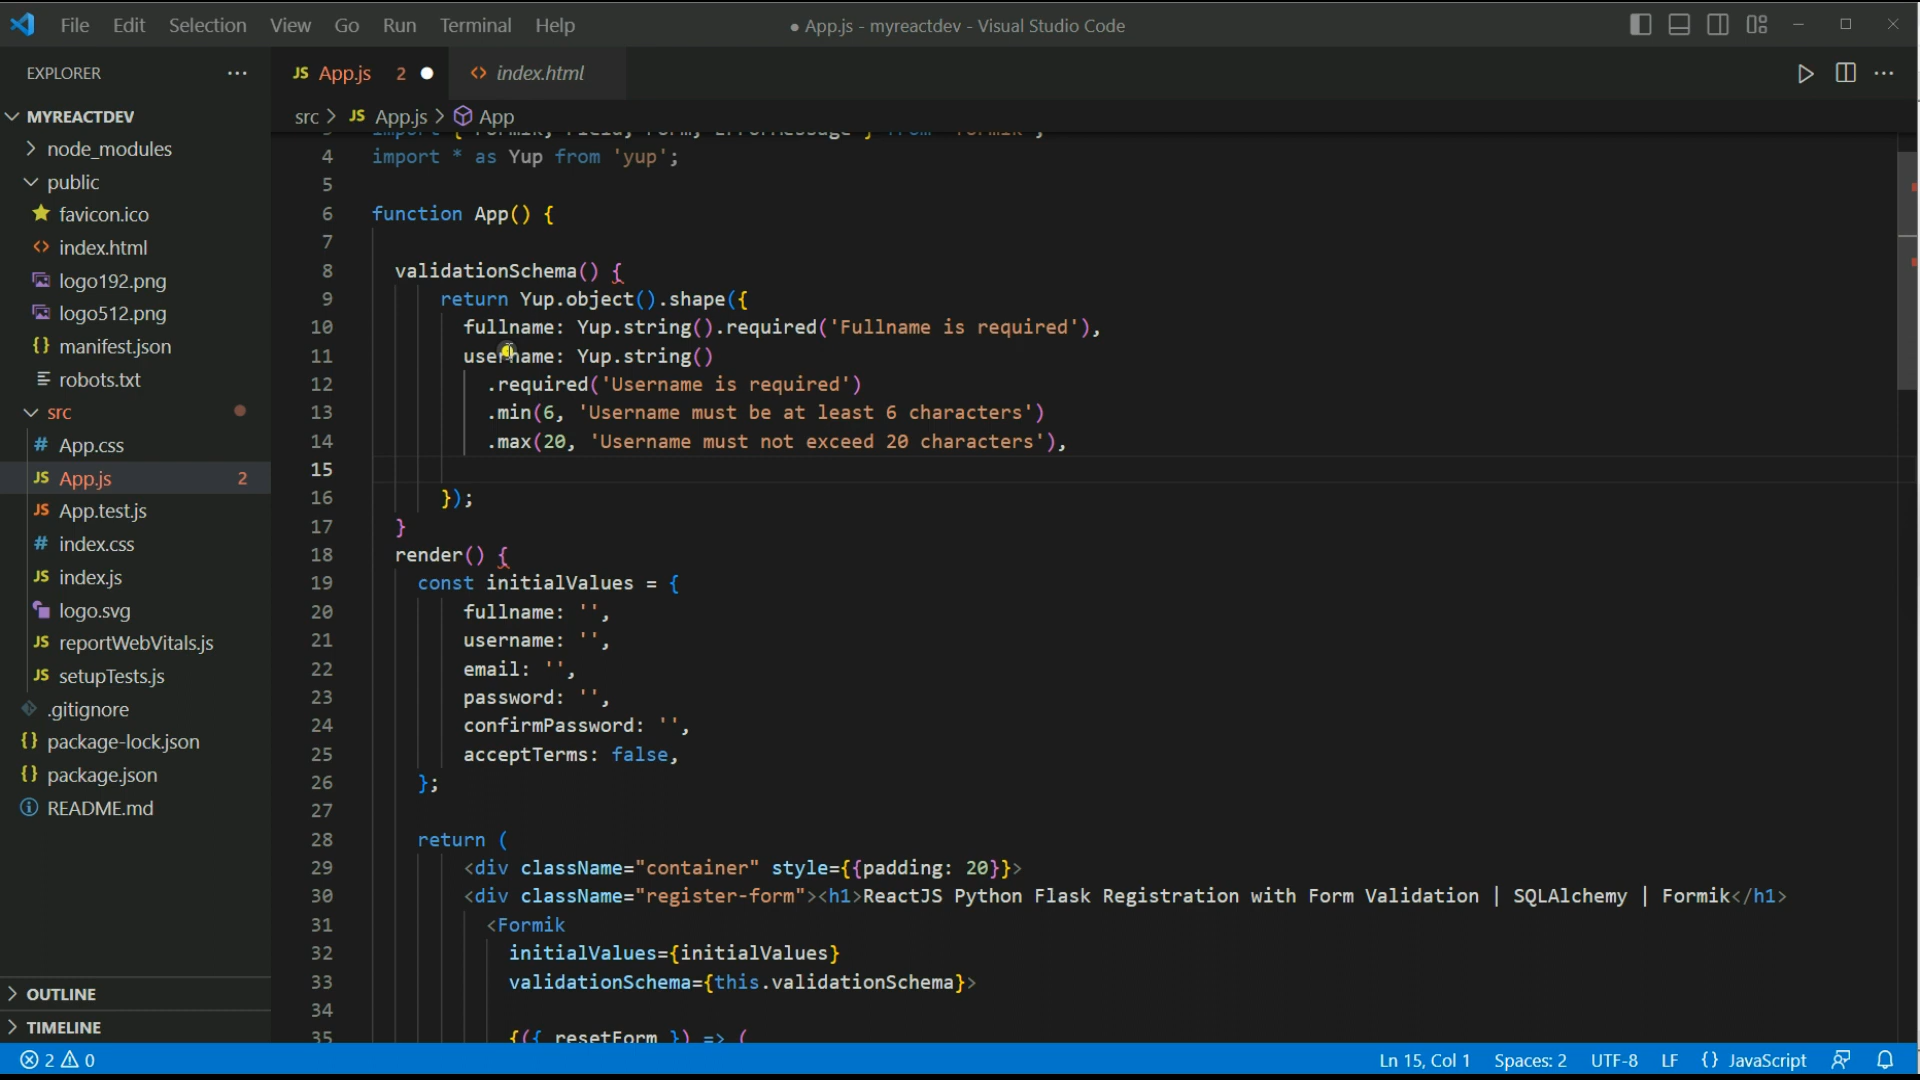 File Edit Selection View Go Run Terminal Help
● App.js - myreactdev - Visual Studio Code
EXPLORER ···
JS App.js 2 ●
<> index.html
MYREACTDEV
src > JS App.js > App
node_modules
public
favicon.ico
index.html
logo192.png
logo512.png
{} manifest.json
robots.txt
src
# App.css
JS App.js 2
JS App.test.js
# index.css
JS index.js
logo.svg
JS reportWebVitals.js
JS setupTests.js
.gitignore
{} package-lock.json
{} package.json
README.md
OUTLINE
TIMELINE
4 import * as Yup from 'yup';
5
6 function App() {
7
8 validationSchema() {
9 return Yup.object().shape({
10 fullname: Yup.string().required('Fullname is required'),
11 username: Yup.string()
12 .required('Username is required')
13 .min(6, 'Username must be at least 6 characters')
14 .max(20, 'Username must not exceed 20 characters'),
15
16 });
17 }
18 render() {
19 const initialValues = {
20 fullname: '',
21 username: '',
22 email: '',
23 password: '',
24 confirmPassword: '',
25 acceptTerms: false,
26 };
27
28 return (
29 <div className="container" style={{padding: 20}}>
30 <div className="register-form"><h1>ReactJS Python Flask Registration with Form Validation | SQLAlchemy | Formik</h1>
31 <Formik
32 initialValues={initialValues}
33 validationSchema={this.validationSchema}>
34
35 {({ resetForm }) => (
2 0
Ln 15, Col 1 Spaces: 2 UTF-8 LF {} JavaScript